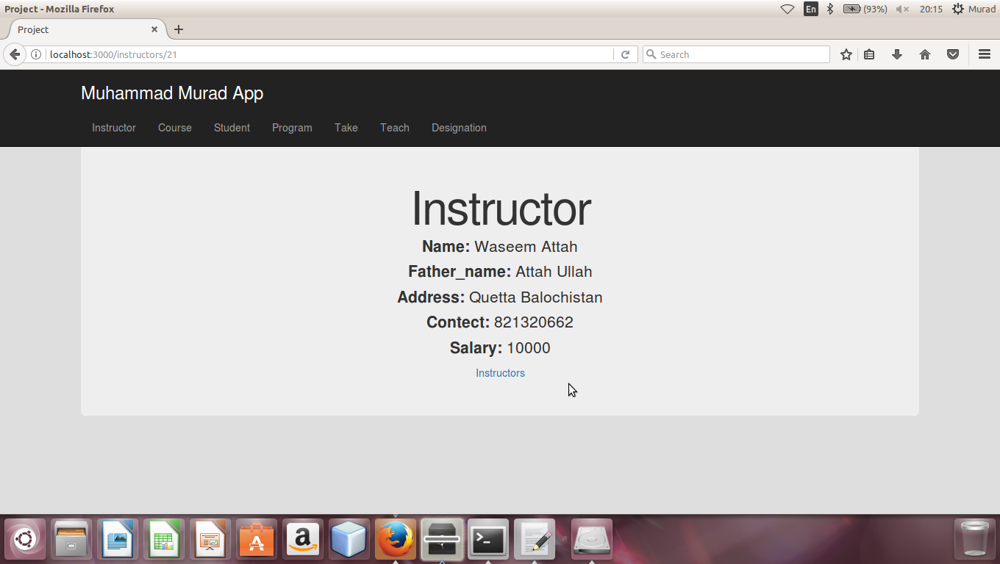 Project - Mozilla Firefox
En
(93%)
20:15
Murad
Project
localhost:3000/instructors/21
Search
Muhammad Murad App
Instructor Course Student Program Take Teach Designation
Instructor
Name: Waseem Attah
Father_name: Attah Ullah
Address: Quetta Balochistan
Contect: 821320662
Salary: 10000
Instructors